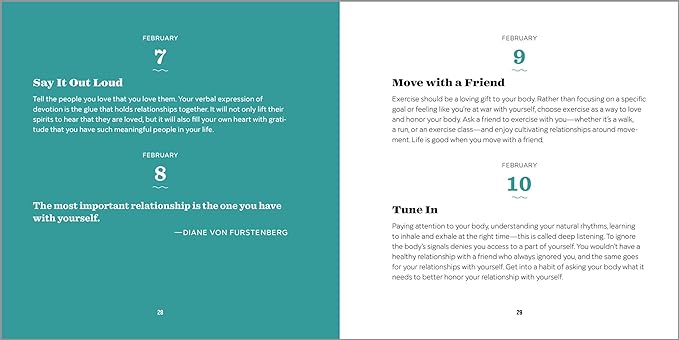 FEBRUARY
7
Say It Out Loud
Tell the people you love that you love them. Your verbal expression of
devotion is the glue that holds relationships together. It will not only lift their
spirits to hear that they are loved, but it will also fill your own heart with grati-
tude that you have such meaningful people in your life.
FEBRUARY
8
The most important relationship is the one you have
with yourself.
—DIANE VON FURSTENBERG
28
FEBRUARY
9
Move with a Friend
Exercise should be a loving gift to your body. Rather than focusing on a specific
goal or feeling like you're at war with yourself, choose exercise as a way to love
and honor your body. Ask a friend to exercise with you—whether it's a walk,
a run, or an exercise class—and enjoy cultivating relationships around move-
ment. Life is good when you move with a friend.
FEBRUARY
10
Tune In
Paying attention to your body, understanding your natural rhythms, learning
to inhale and exhale at the right time—this is called deep listening. To ignore
the body's signals denies you access to a part of yourself. You wouldn't have a
healthy relationship with a friend who always ignored you, and the same goes
for your relationships with yourself. Get into a habit of asking your body what it
needs to better honor your relationship with yourself.
29